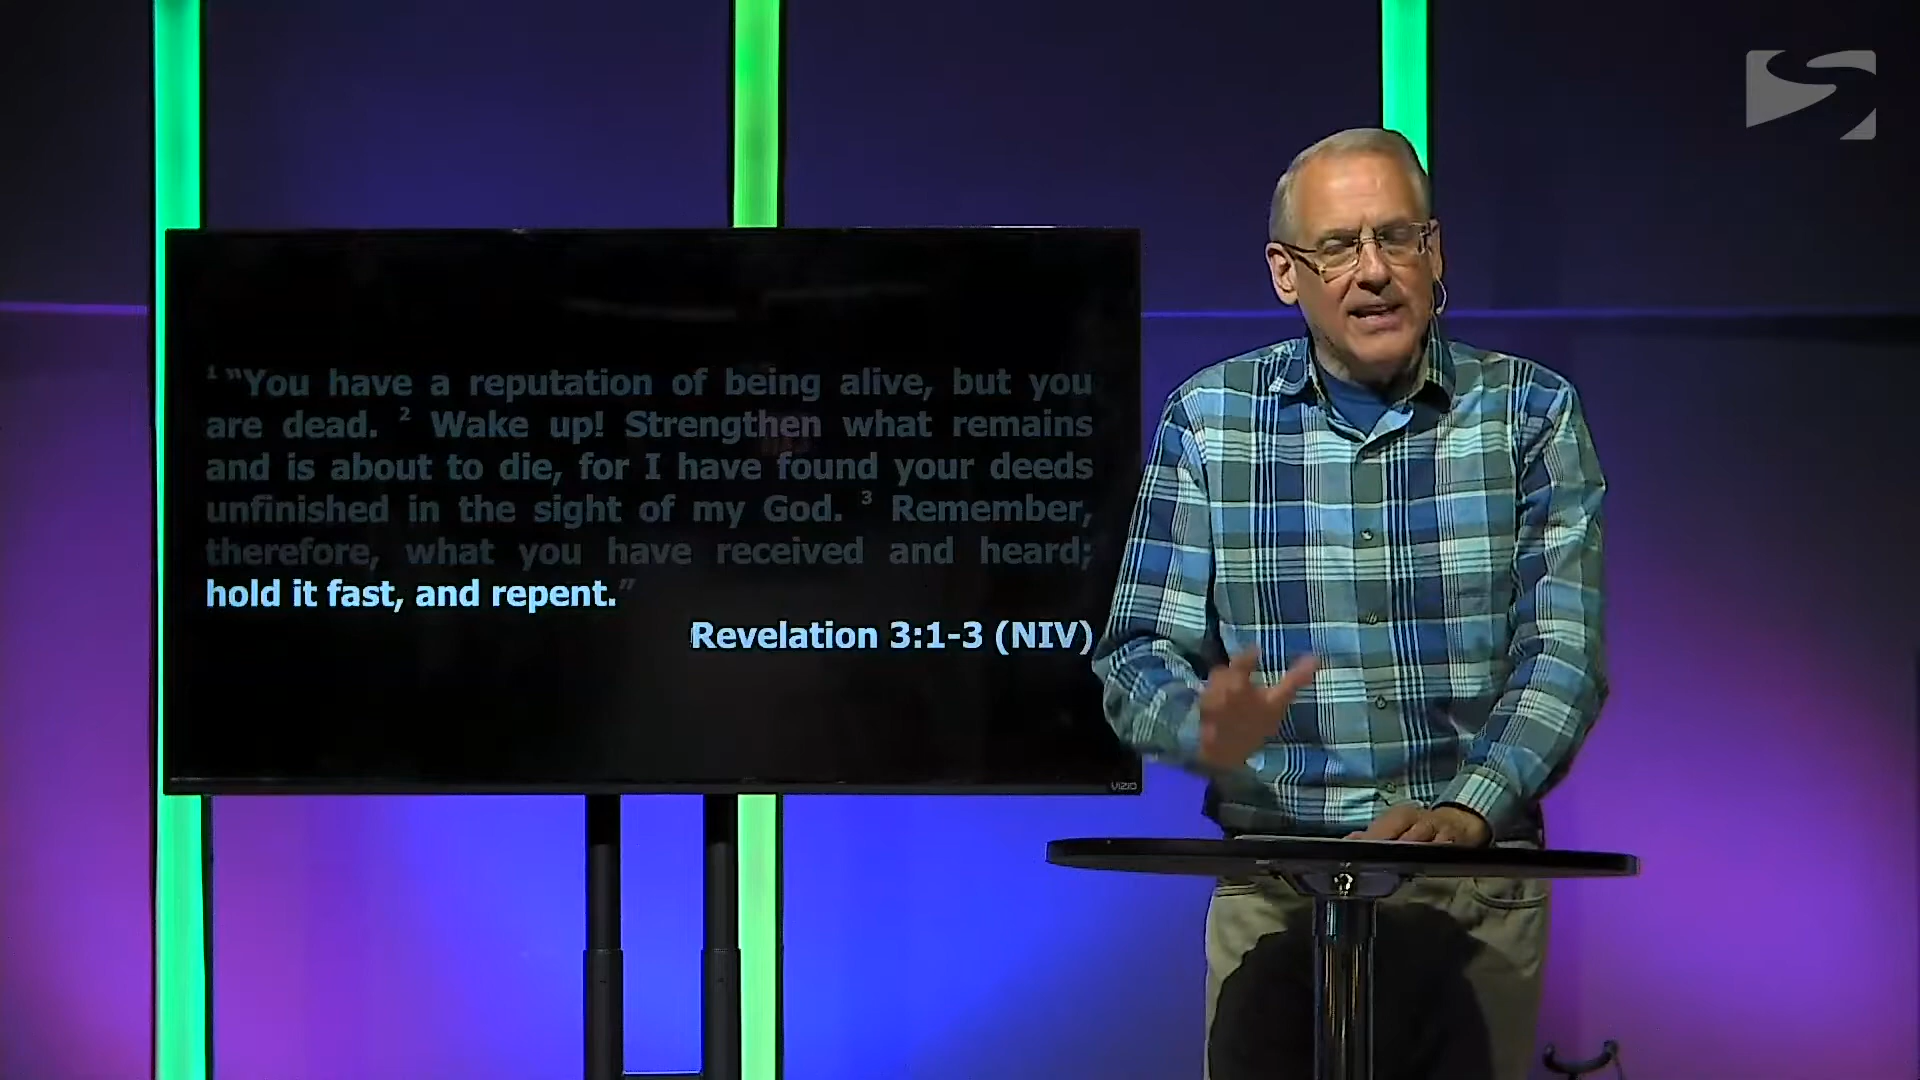 ¹ “You have a reputation of being alive, but you
are dead. ² Wake up! Strengthen what remains
and is about to die, for I have found your deeds
unfinished in the sight of my God. ³ Remember,
therefore, what you have received and heard;
hold it fast, and repent.”
Revelation 3:1-3 (NIV)
VIZIO